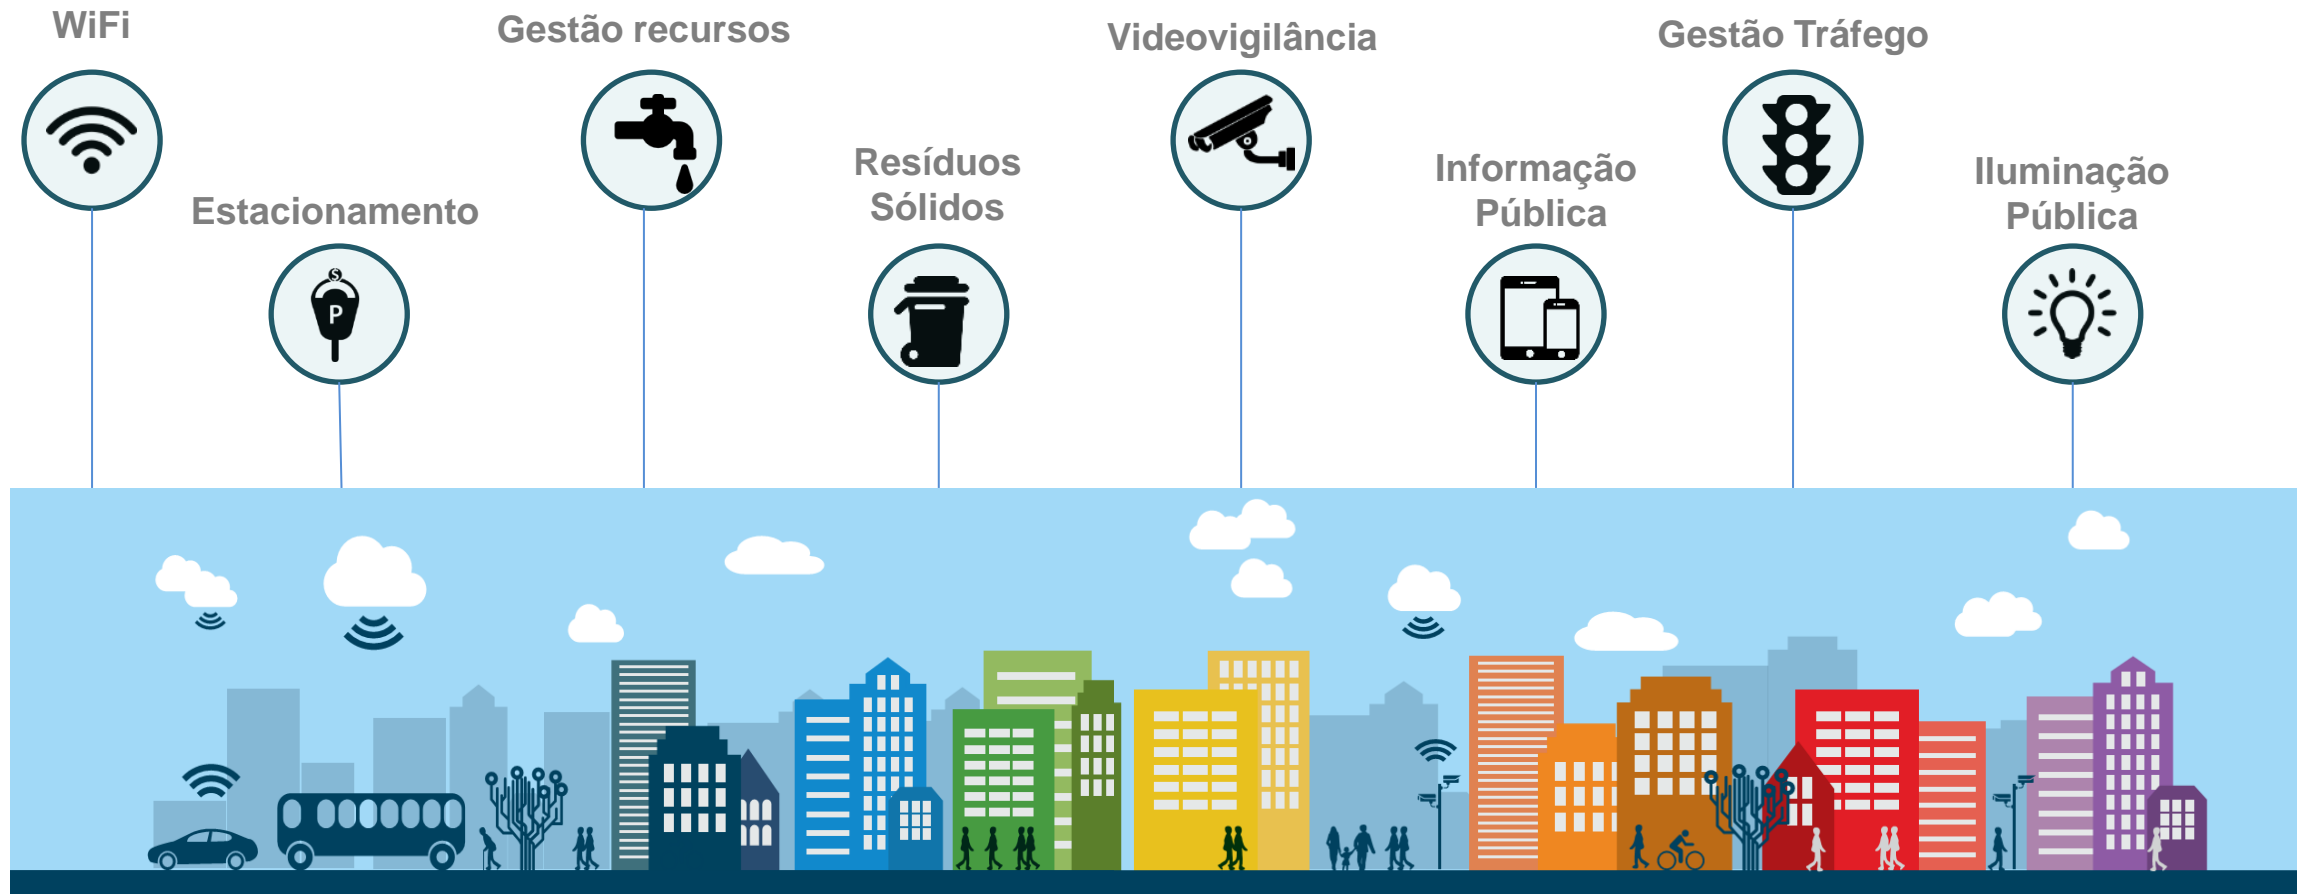 WiFi
Gestão recursos
Videovigilância
Gestão Tráfego
Estacionamento
Resíduos
Sólidos
Informação
Pública
Iluminação
Pública
S
P